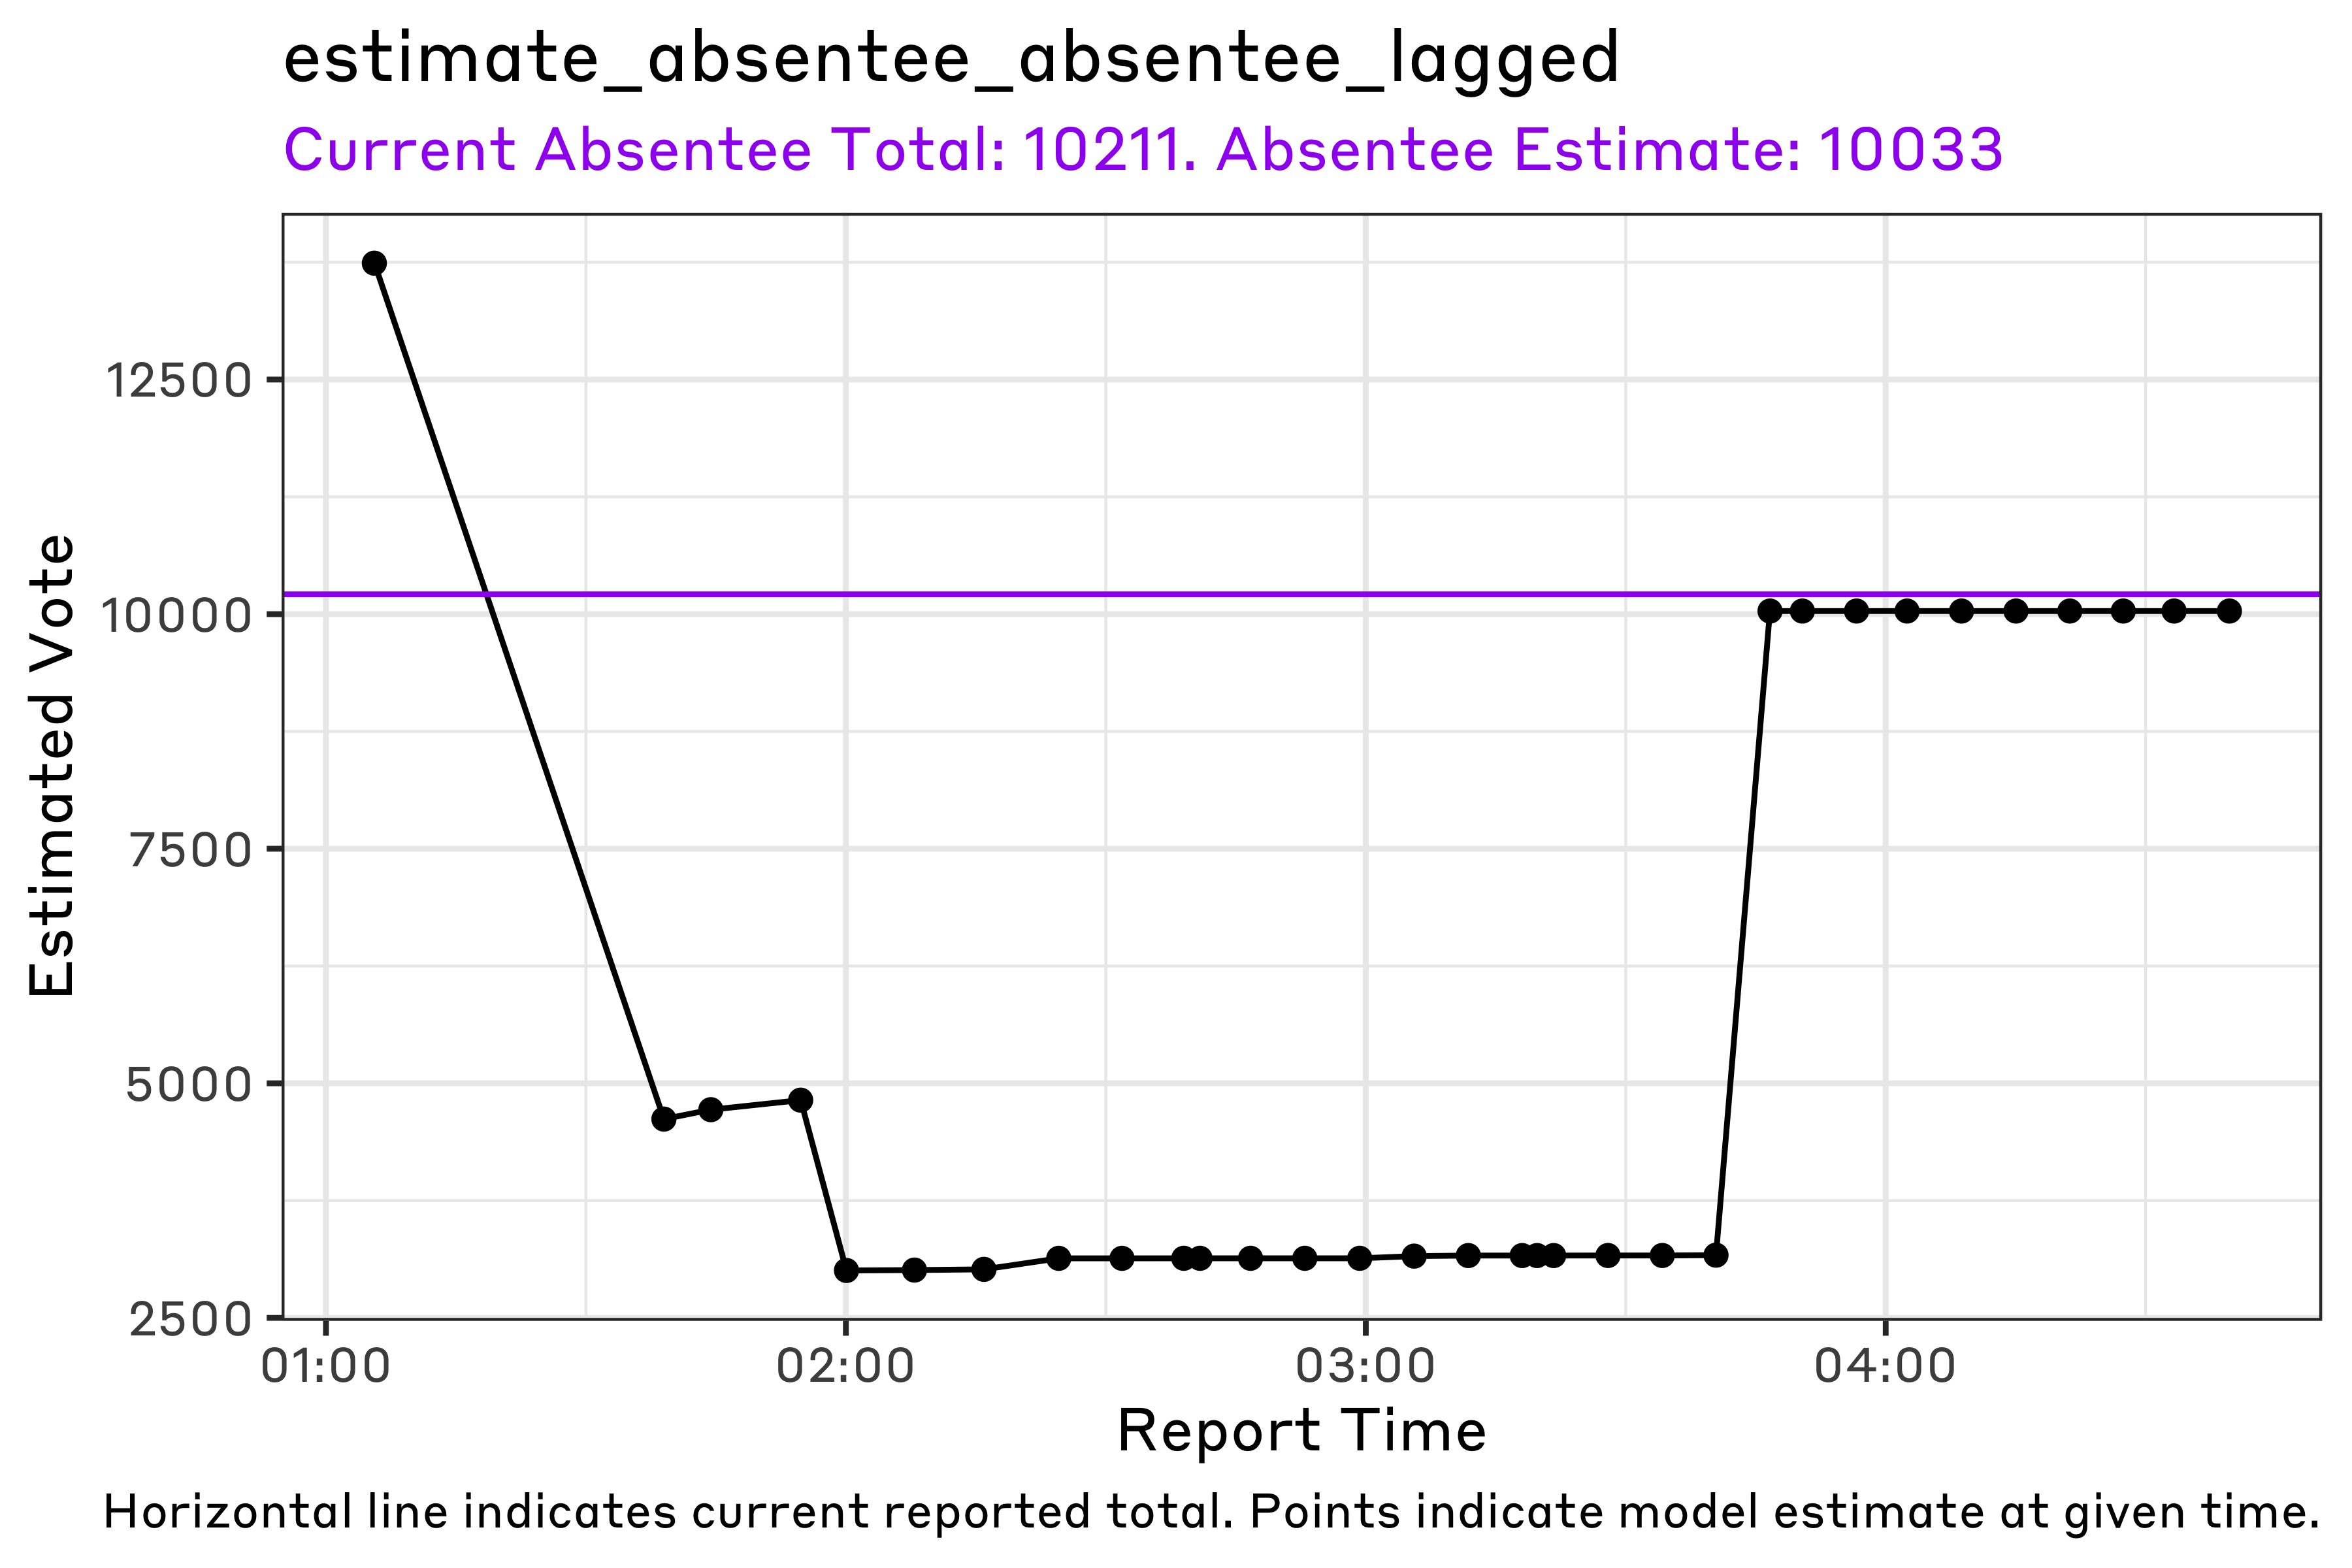 estimate_absentee_absentee_lagged
Current Absentee Total: 10211. Absentee Estimate: 10033
Estimated Vote
12500
10000
7500
5000
2500
01:00 02:00 03:00 04:00
Report Time
Horizontal line indicates current reported total. Points indicate model estimate at given time.